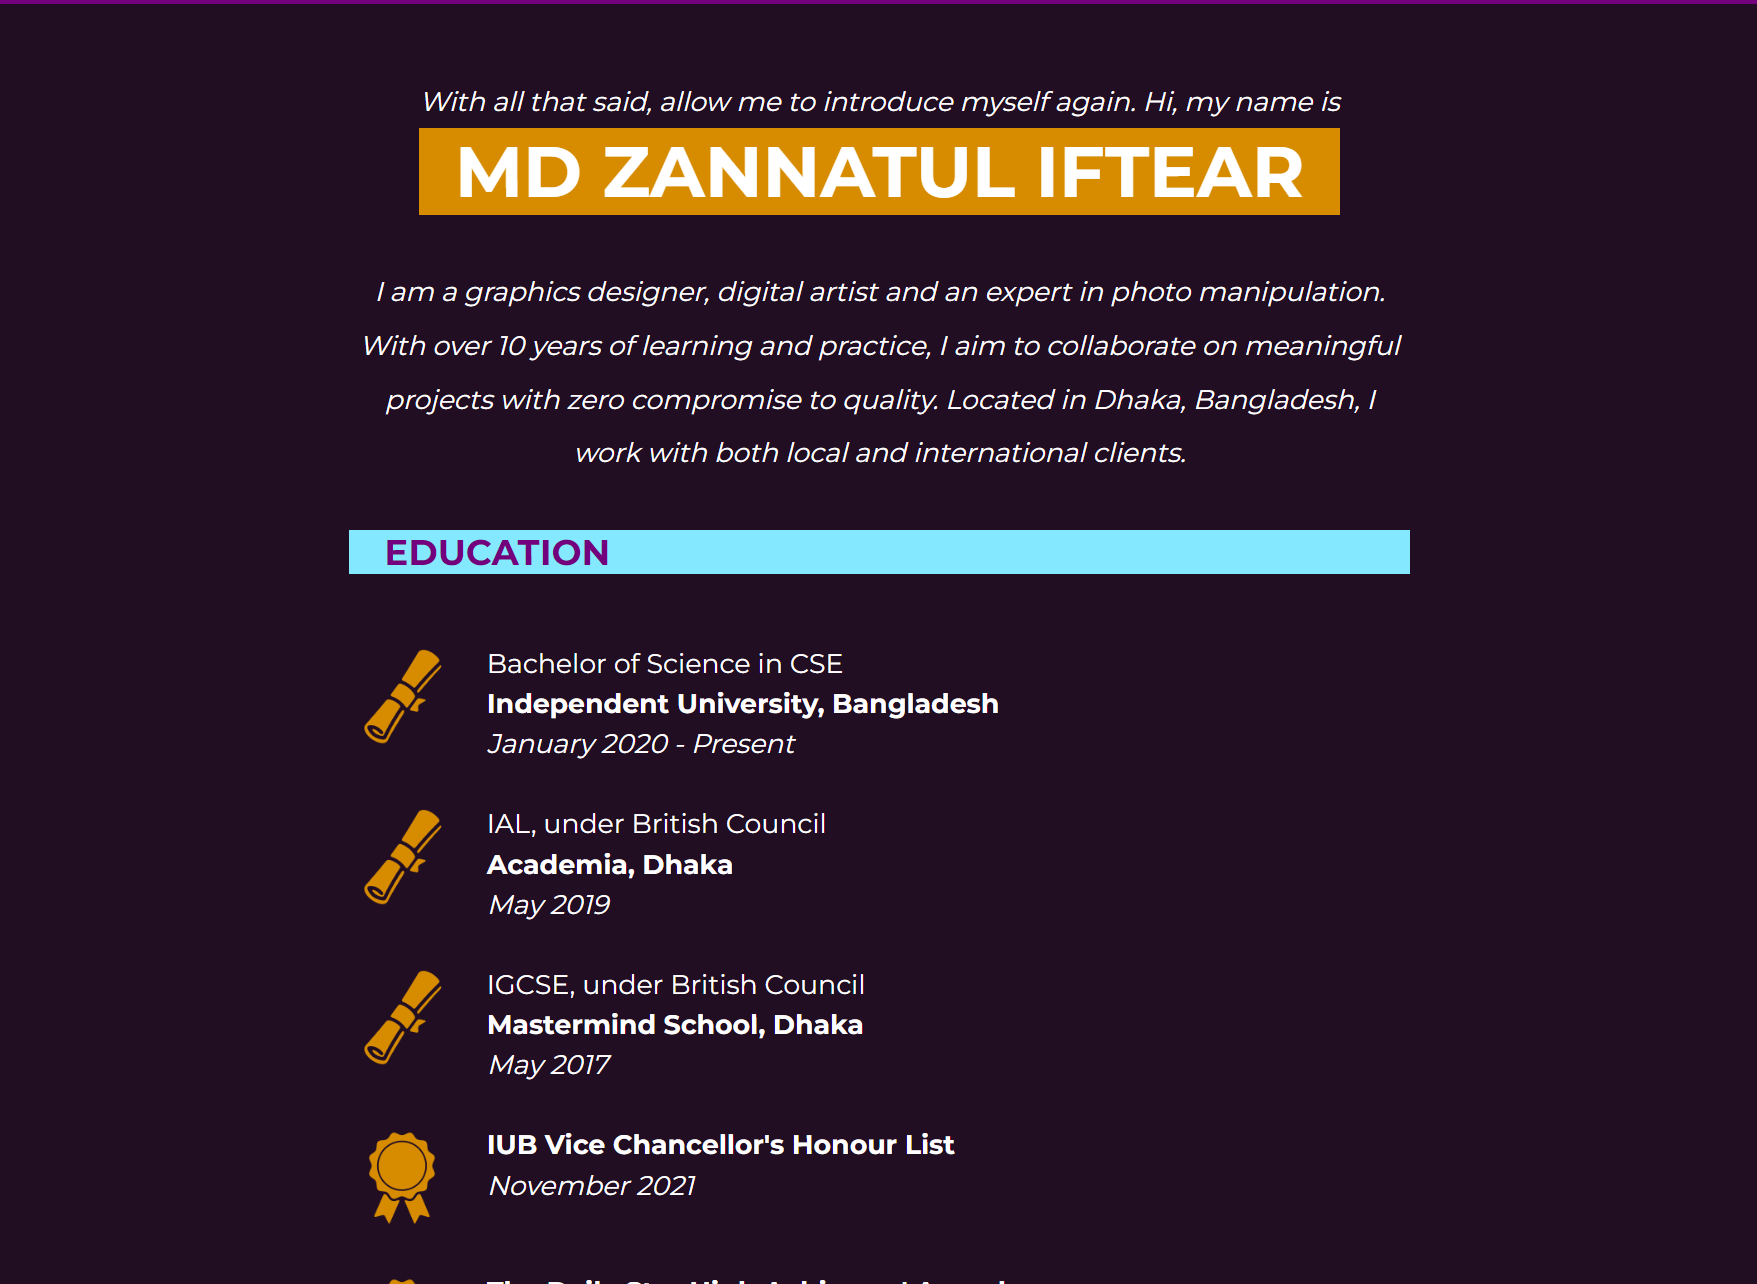 With all that said, allow me to introduce myself again. Hi, my name is
MD ZANNATUL IFTEAR
I am a graphics designer, digital artist and an expert in photo manipulation.
With over 10 years of learning and practice, I aim to collaborate on meaningful
projects with zero compromise to quality. Located in Dhaka, Bangladesh, I
work with both local and international clients.
EDUCATION
Bachelor of Science in CSE
Independent University, Bangladesh
January 2020 - Present
IAL, under British Council
Academia, Dhaka
May 2019
IGCSE, under British Council
Mastermind School, Dhaka
May 2017
IUB Vice Chancellor's Honour List
November 2021